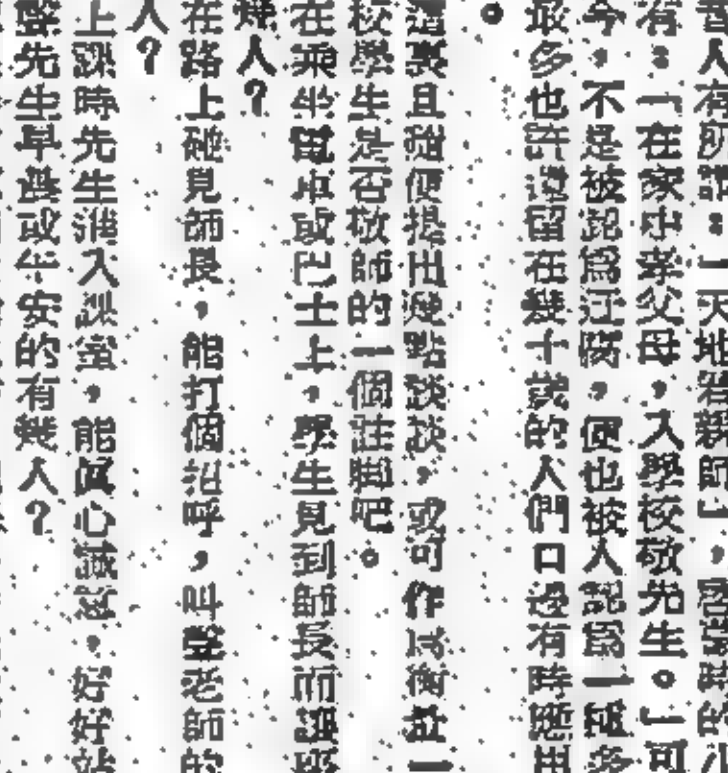 人有所謂：「天地君親師」，
有：「在家中孝父母，入學校敬先生。」可
今，不是被認為迂腐，便也被人認為一種多
最多也許還留在幾十歲的人們口邊有時應用
。
這裏且隨便提出幾點談談，或可作為衡量一
校學生是否敬師的一個註腳吧。
在乘坐電車或巴士上，學生見到師長而讓座
幾人？
在路上碰見師長，能打個招呼，叫聲老師的
人？
上課時先生進入課室，能眞心誠意，好好站
聲先生早晨或午安的有幾人？